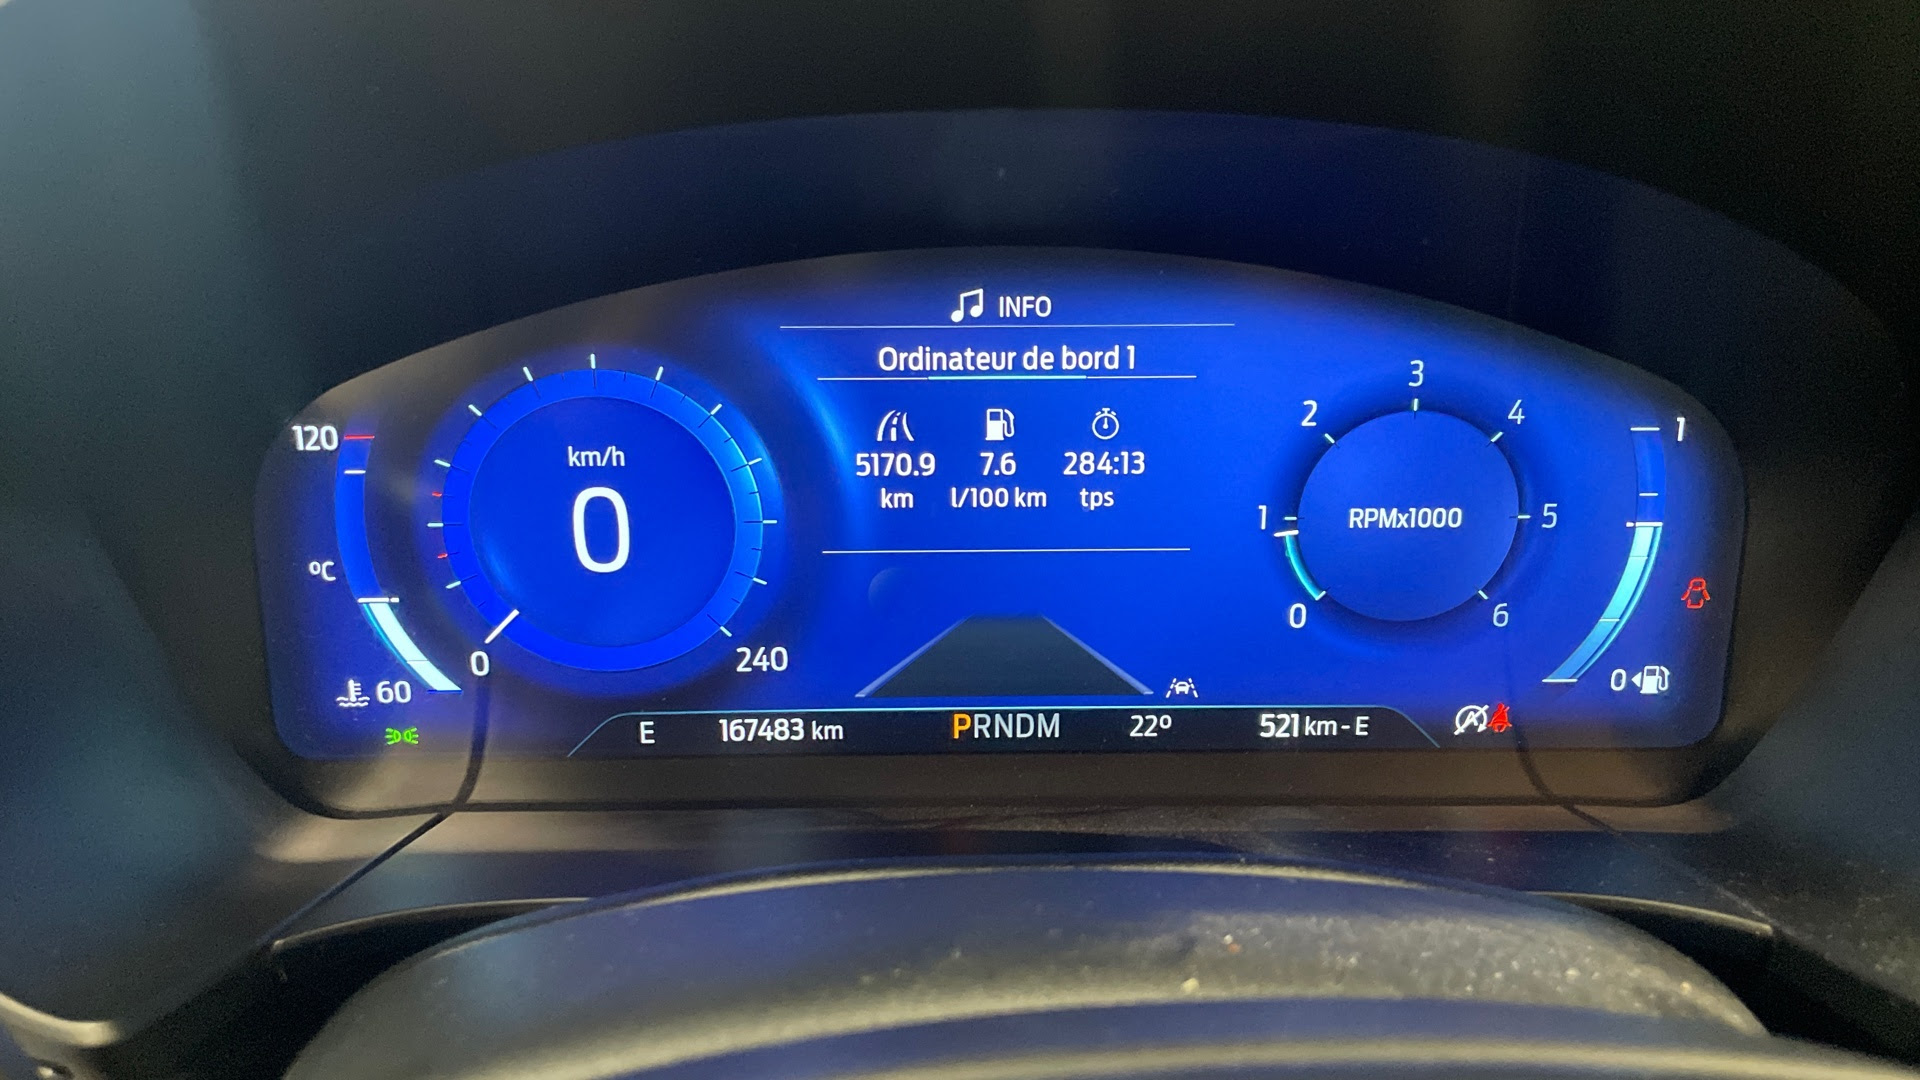 INFO
Ordinateur de bord 1
5170.9 7.6 284:13
km l/100 km tps
120
°C
60
km/h
0
0
240
0
1
2
3
4
5
6
RPMx1000
1
0
E 167483 km PRNDM 22° 521 km - E